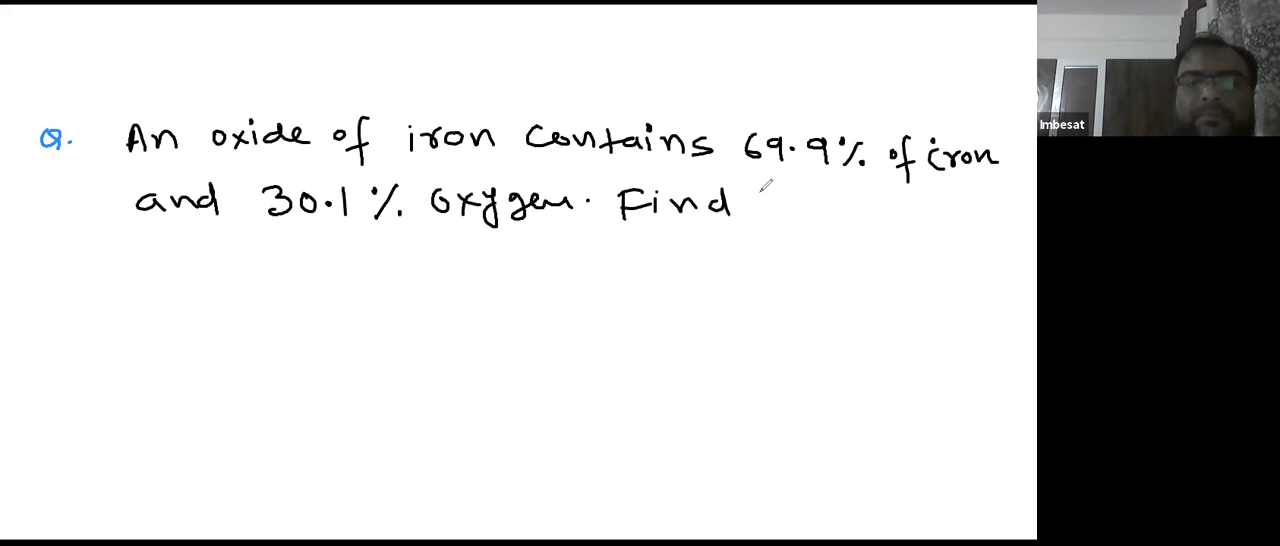 Q. An oxide of iron contains 69.9% of iron
and 30.1% oxygen. Find
Imbesat